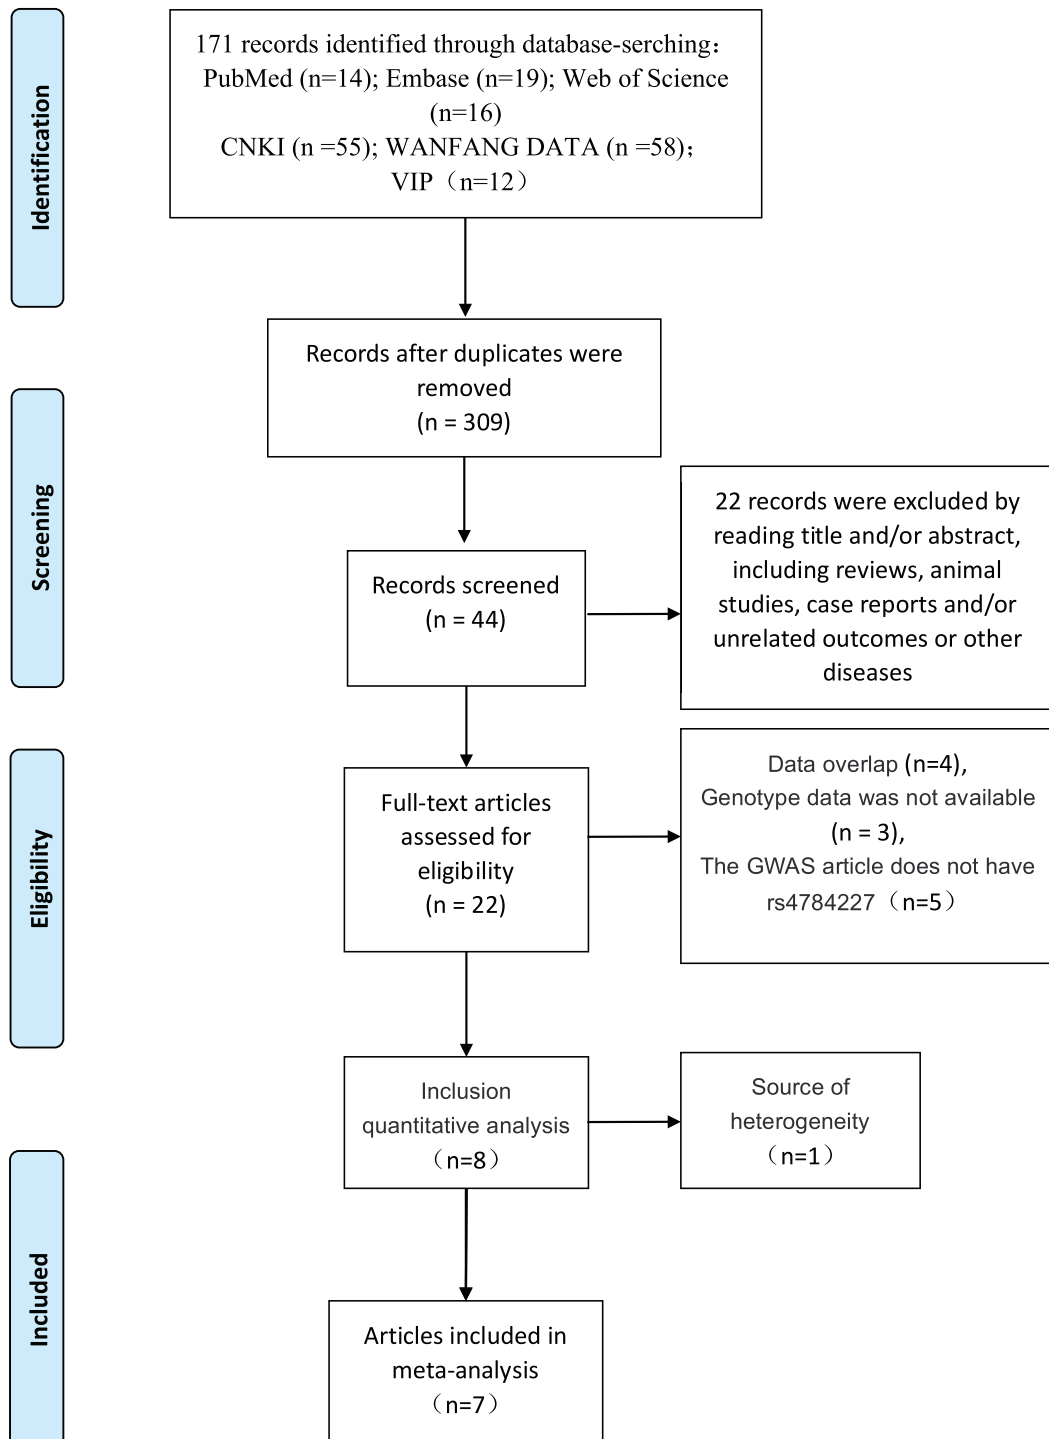 Identification
171 records identified through database-serching：
PubMed (n=14); Embase (n=19); Web of Science
(n=16)
CNKI (n =55); WANFANG DATA (n =58)；
VIP（n=12）
Records after duplicates were
removed
(n = 309)
Screening
Records screened
(n = 44)
22 records were excluded by
reading title and/or abstract,
including reviews, animal
studies, case reports and/or
unrelated outcomes or other
diseases
Eligibility
Full-text articles
assessed for
eligibility
(n = 22)
Data overlap (n=4),
Genotype data was not available
(n = 3),
The GWAS article does not have
rs4784227（n=5）
Inclusion
quantitative analysis
（n=8）
Source of
heterogeneity
（n=1）
Included
Articles included in
meta-analysis
（n=7）